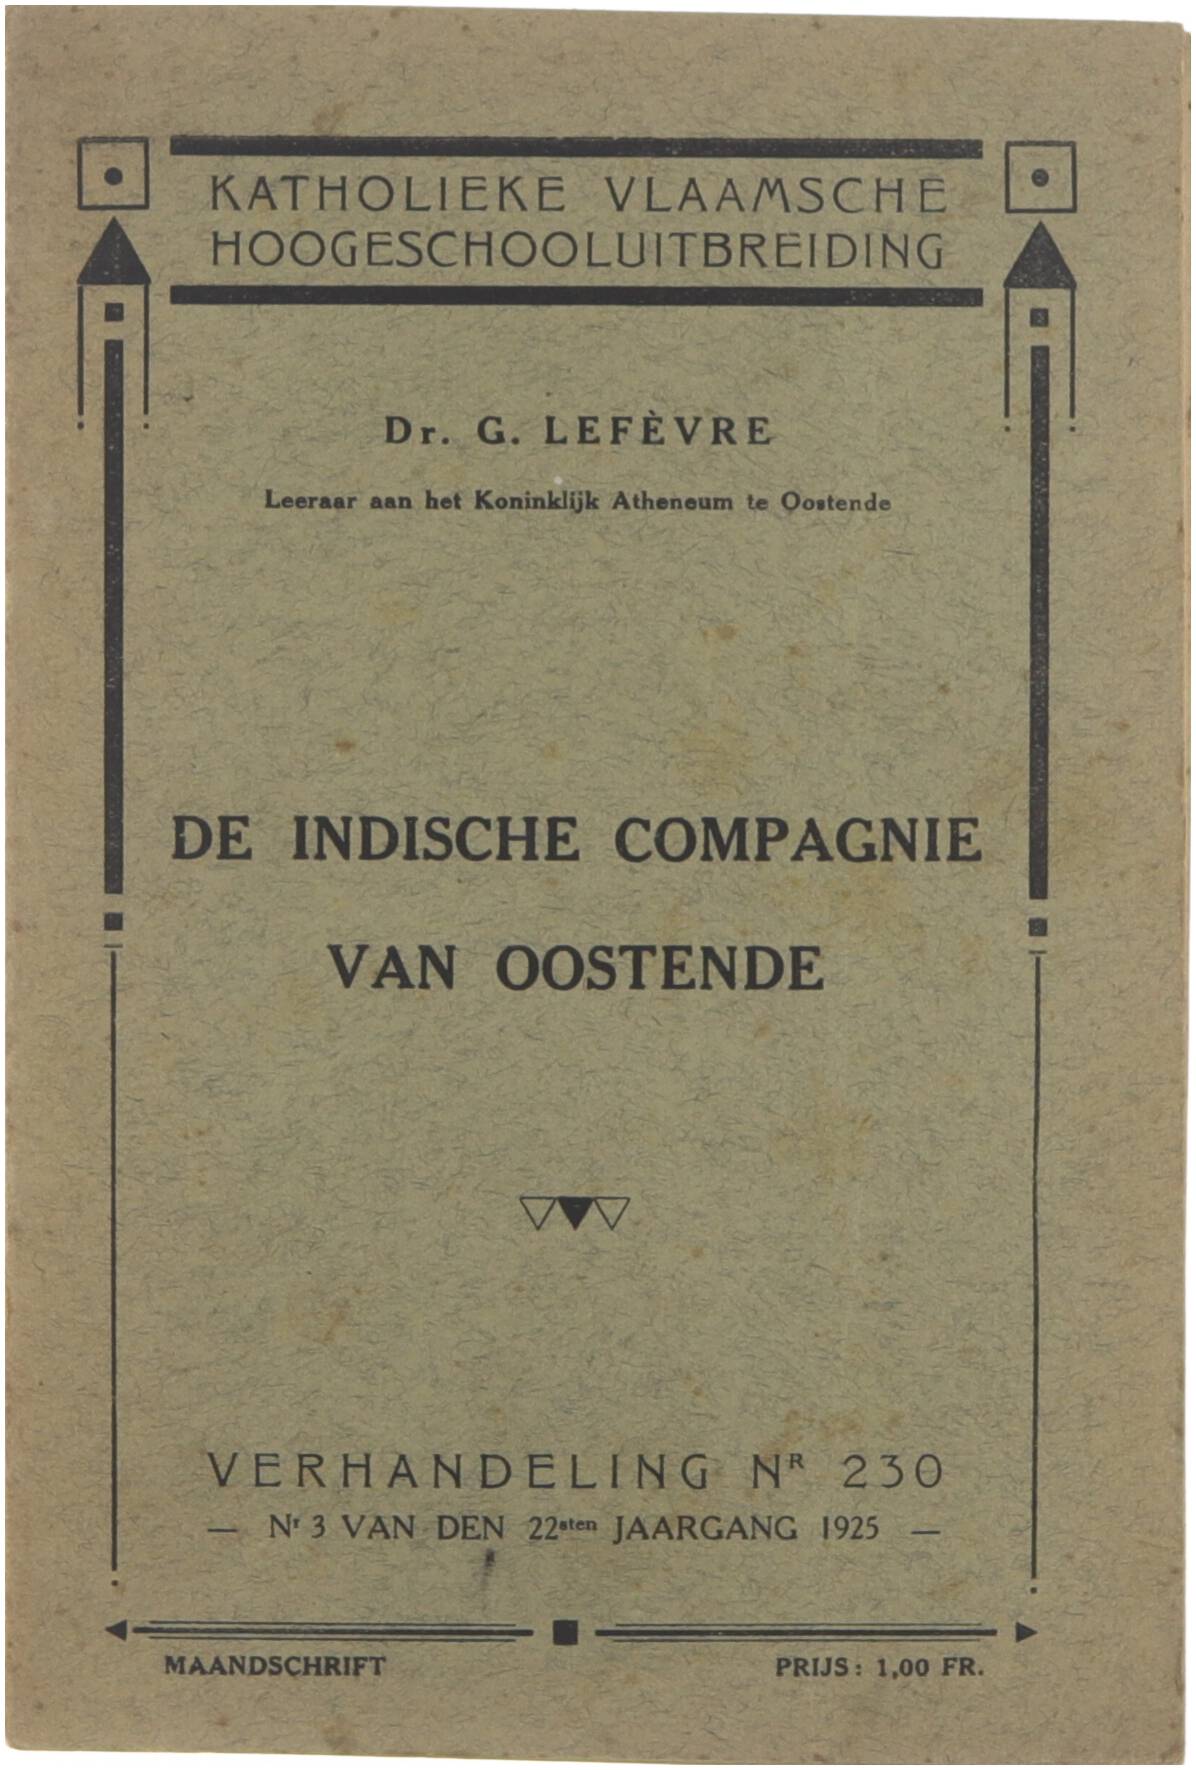 KATHOLIEKE VLAAMSCHE
HOOGESCHOOLUITBREIDING
Dr. G. LEFÈVRE
Leeraar aan het Koninklijk Atheneum te Oostende
DE INDISCHE COMPAGNIE
VAN OOSTENDE
VERHANDELING NR 230
— Nr 3 VAN DEN 22sten JAARGANG 1925 —
MAANDSCHRIFT
PRIJS: 1,00 FR.